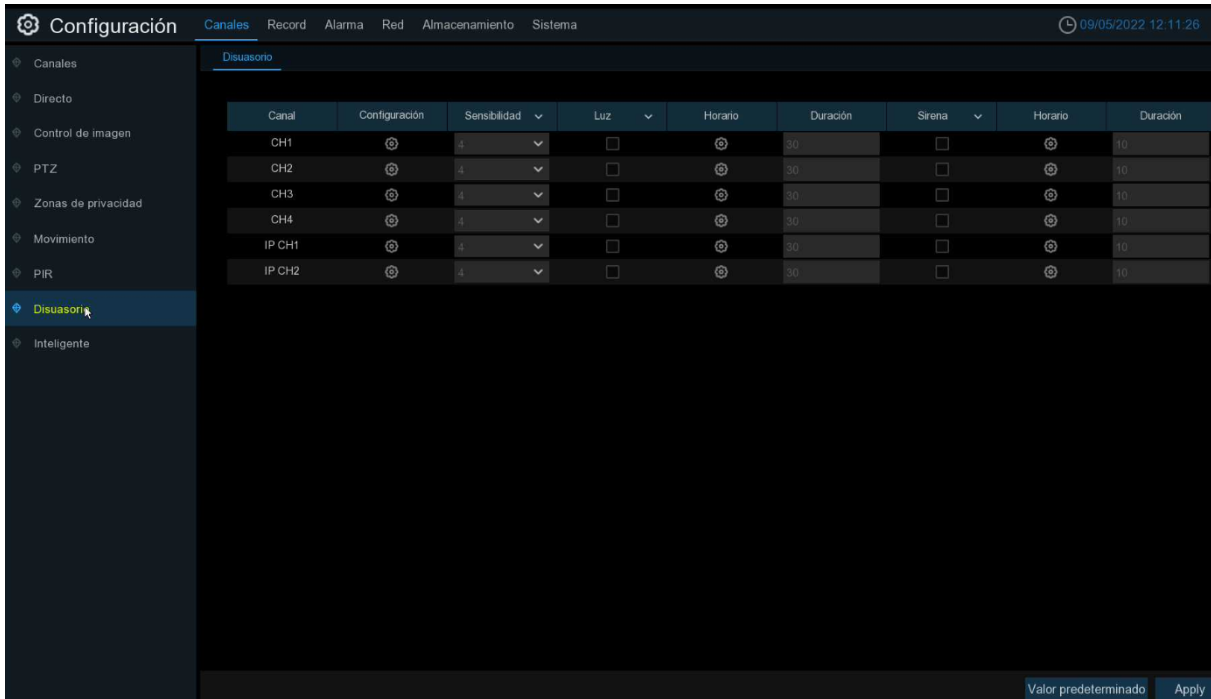 Configuración Canales Record Alarma Red Almacenamiento Sistema 09/05/2022 12:11:26
Canales
Directo
Control de imagen
PTZ
Zonas de privacidad
Movimiento
PIR
Disuasorio
Inteligente
Disuasorio
Canal Configuración Sensibilidad Luz Horario Duración Sirena Horario Duración
CH1 4 30 10
CH2 4 30 10
CH3 4 30 10
CH4 4 30 10
IP CH1 4 30 10
IP CH2 4 30 10
Valor predeterminado Apply